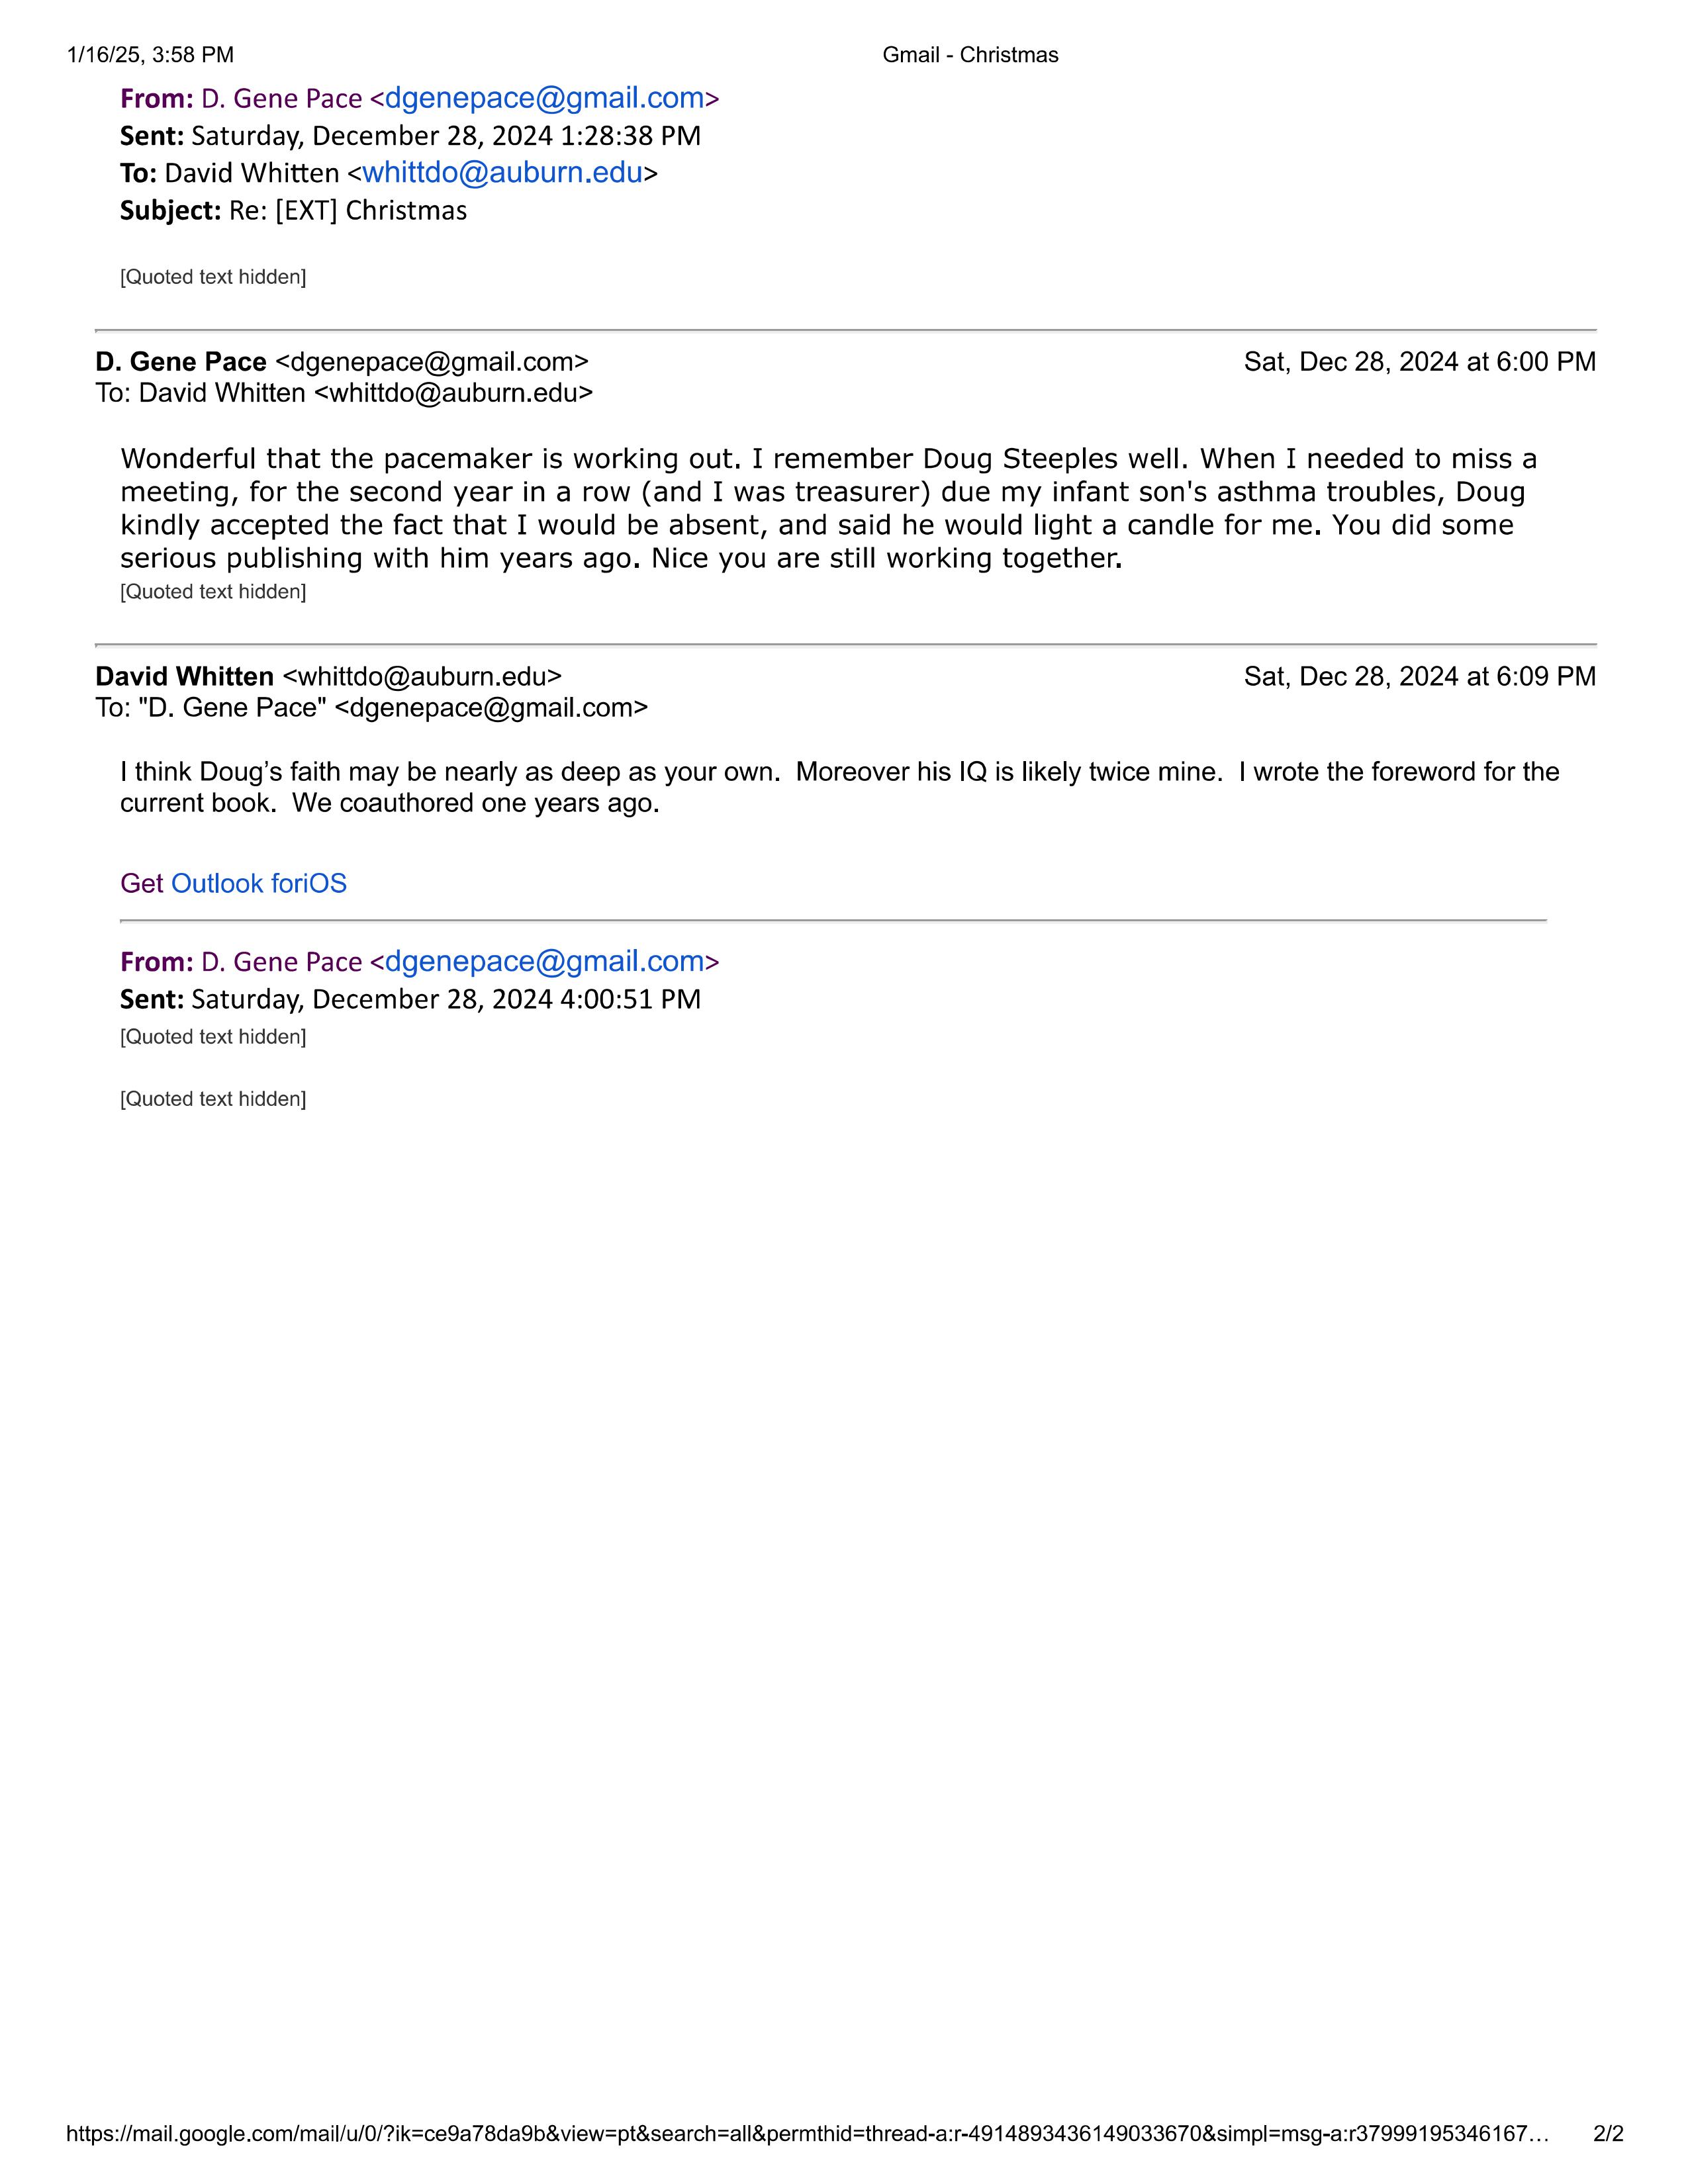 1/16/25, 3:58 PM
Gmail - Christmas
From: D. Gene Pace <dgenepace@gmail.com>
Sent: Saturday, December 28, 2024 1:28:38 PM
To: David Whitten <whittdo@auburn.edu>
Subject: Re: [EXT] Christmas
[Quoted text hidden]
D. Gene Pace <dgenepace@gmail.com>
Sat, Dec 28, 2024 at 6:00 PM
To: David Whitten <whittdo@auburn.edu>
Wonderful that the pacemaker is working out. I remember Doug Steeples well. When I needed to miss a
meeting, for the second year in a row (and I was treasurer) due my infant son's asthma troubles, Doug
kindly accepted the fact that I would be absent, and said he would light a candle for me. You did some
serious publishing with him years ago. Nice you are still working together.
[Quoted text hidden]
David Whitten <whittdo@auburn.edu>
Sat, Dec 28, 2024 at 6:09 PM
To: "D. Gene Pace" <dgenepace@gmail.com>
I think Doug’s faith may be nearly as deep as your own.  Moreover his IQ is likely twice mine.  I wrote the foreword for the
current book.  We coauthored one years ago.
Get Outlook foriOS
From: D. Gene Pace <dgenepace@gmail.com>
Sent: Saturday, December 28, 2024 4:00:51 PM
[Quoted text hidden]
[Quoted text hidden]
https://mail.google.com/mail/u/0/?ik=ce9a78da9b&view=pt&search=all&permthid=thread-a:r-4914893436149033670&simpl=msg-a:r37999195346167…
2/2